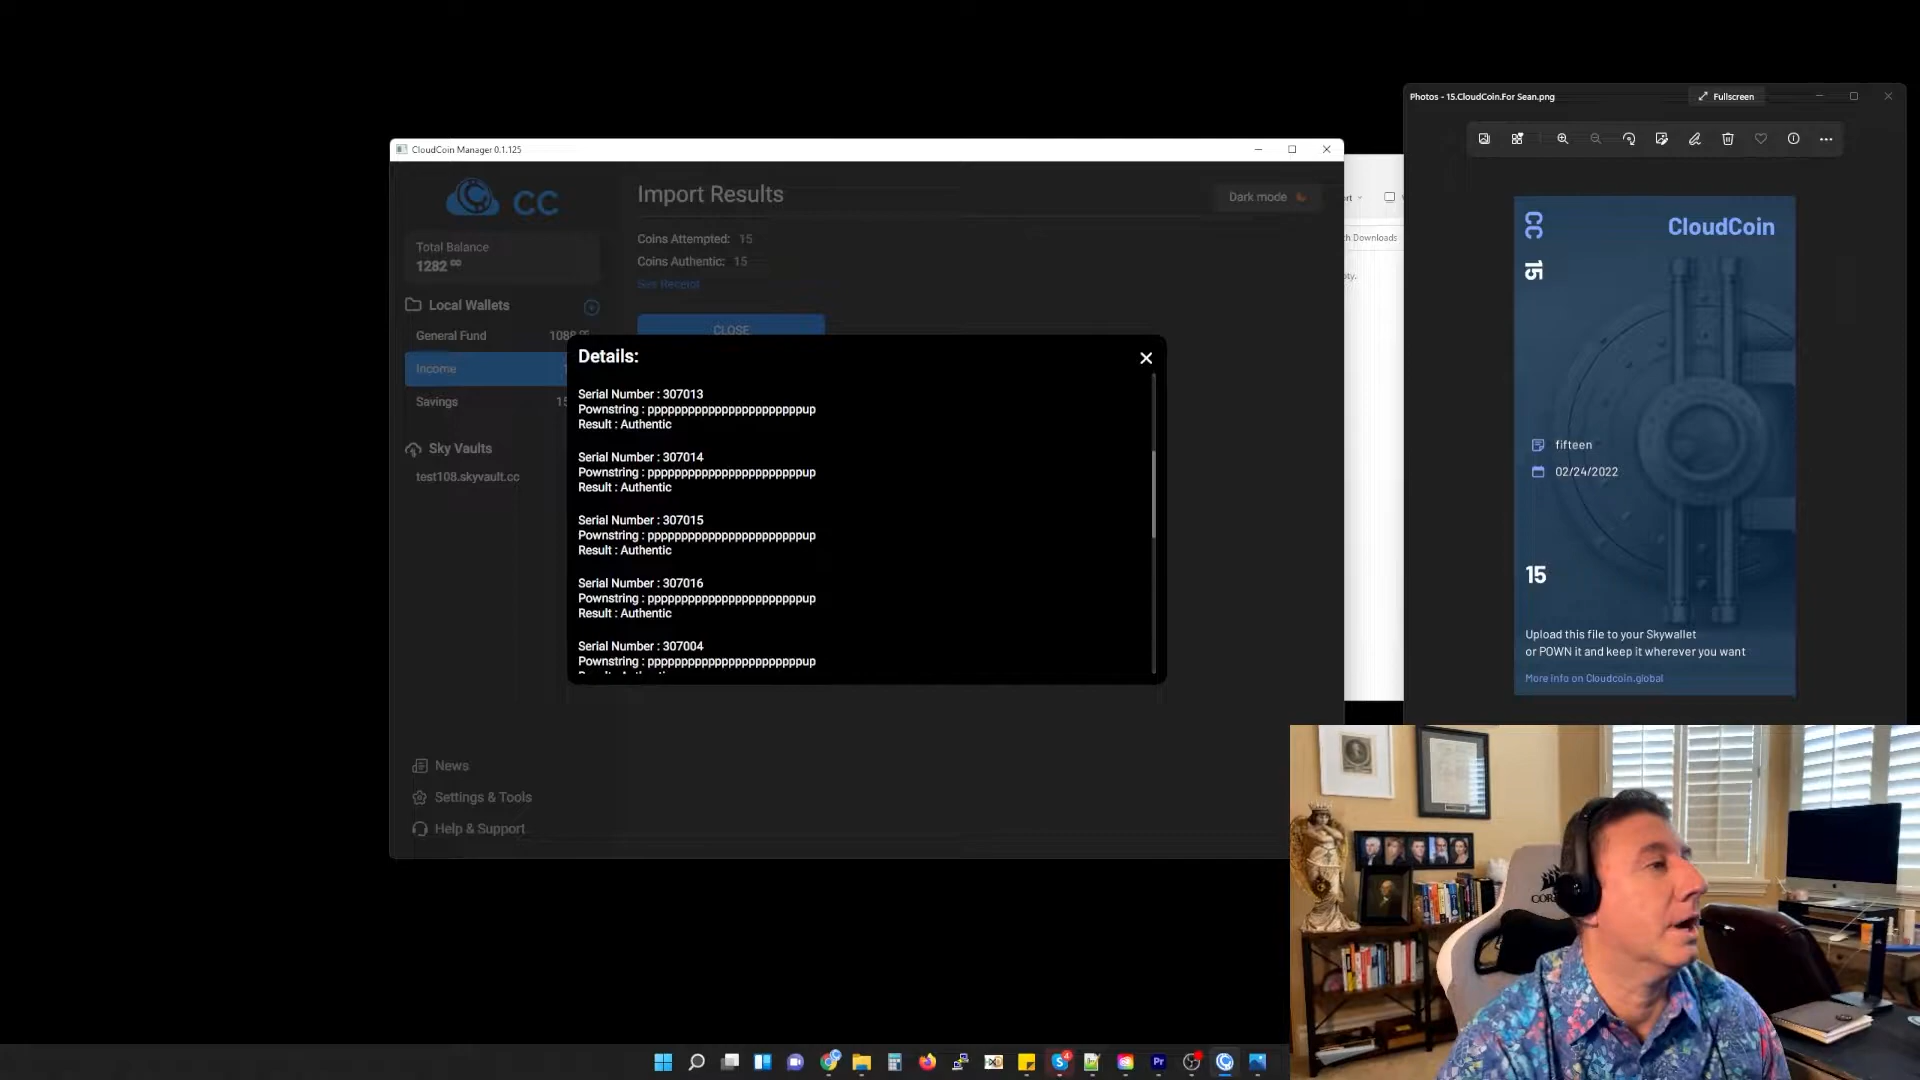 CloudCoin Manager 0.1.125
CC
Total Balance
1282 cc
Local Wallets
General Fund
Income
Savings
Sky Vaults
test108.skyvault.cc
News
Settings & Tools
Help & Support
Import Results
Dark mode
Coins Attempted: 15
Coins Authentic: 15
See Receipt
CLOSE
Details:
Serial Number : 307013
Pownstring : ppppppppppppppppppppppppup
Result : Authentic
Serial Number : 307014
Pownstring : ppppppppppppppppppppppppup
Result : Authentic
Serial Number : 307015
Pownstring : ppppppppppppppppppppppppup
Result : Authentic
Serial Number : 307016
Pownstring : ppppppppppppppppppppppppup
Result : Authentic
Serial Number : 307004
Pownstring : ppppppppppppppppppppppppup
Downloads
Photos - 15.CloudCoin.For Sean.png
Fullscreen
CC
15
CloudCoin
fifteen
02/24/2022
15
Upload this file to your Skywallet
or POWN it and keep it wherever you want
More info on Cloudcoin.global